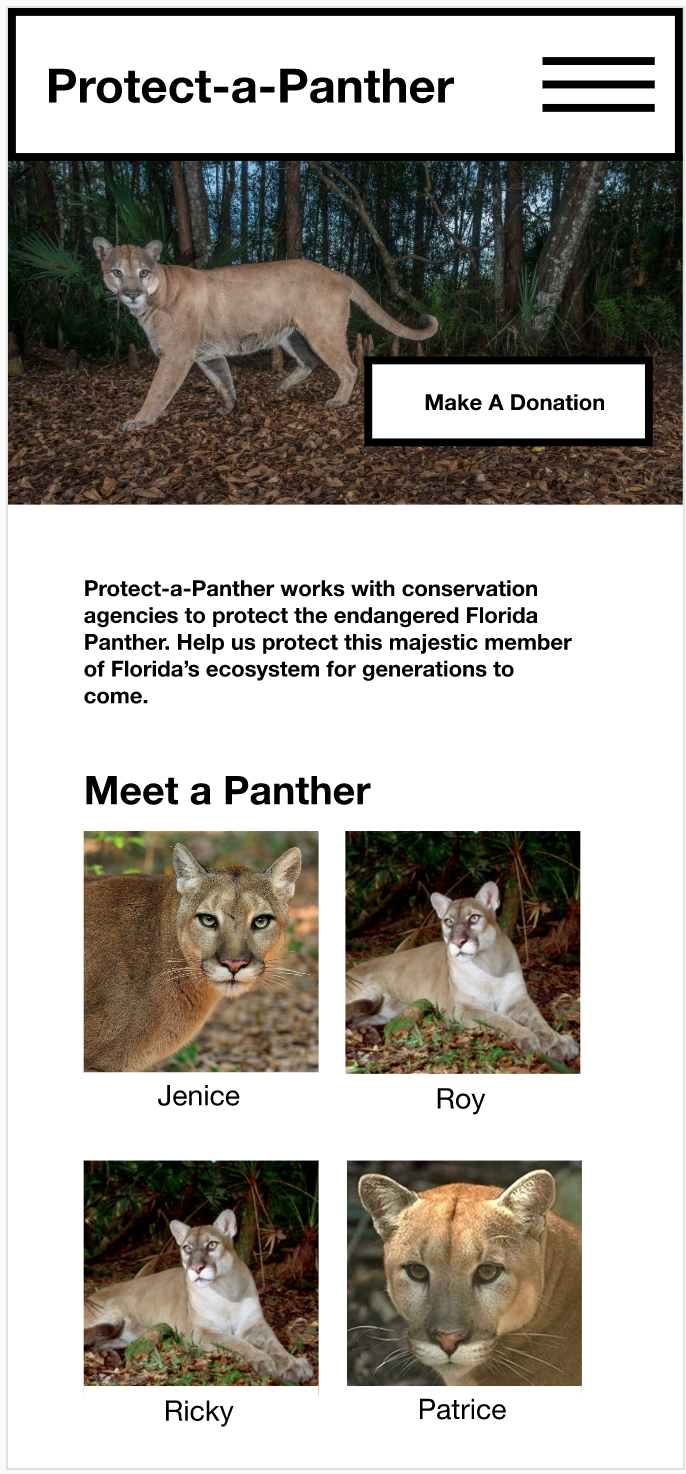 Protect-a-Panther
Make A Donation
Protect-a-Panther works with conservation
agencies to protect the endangered Florida
Panther. Help us protect this majestic member
of Florida’s ecosystem for generations to
come.
Meet a Panther
Jenice
Roy
Ricky
Patrice